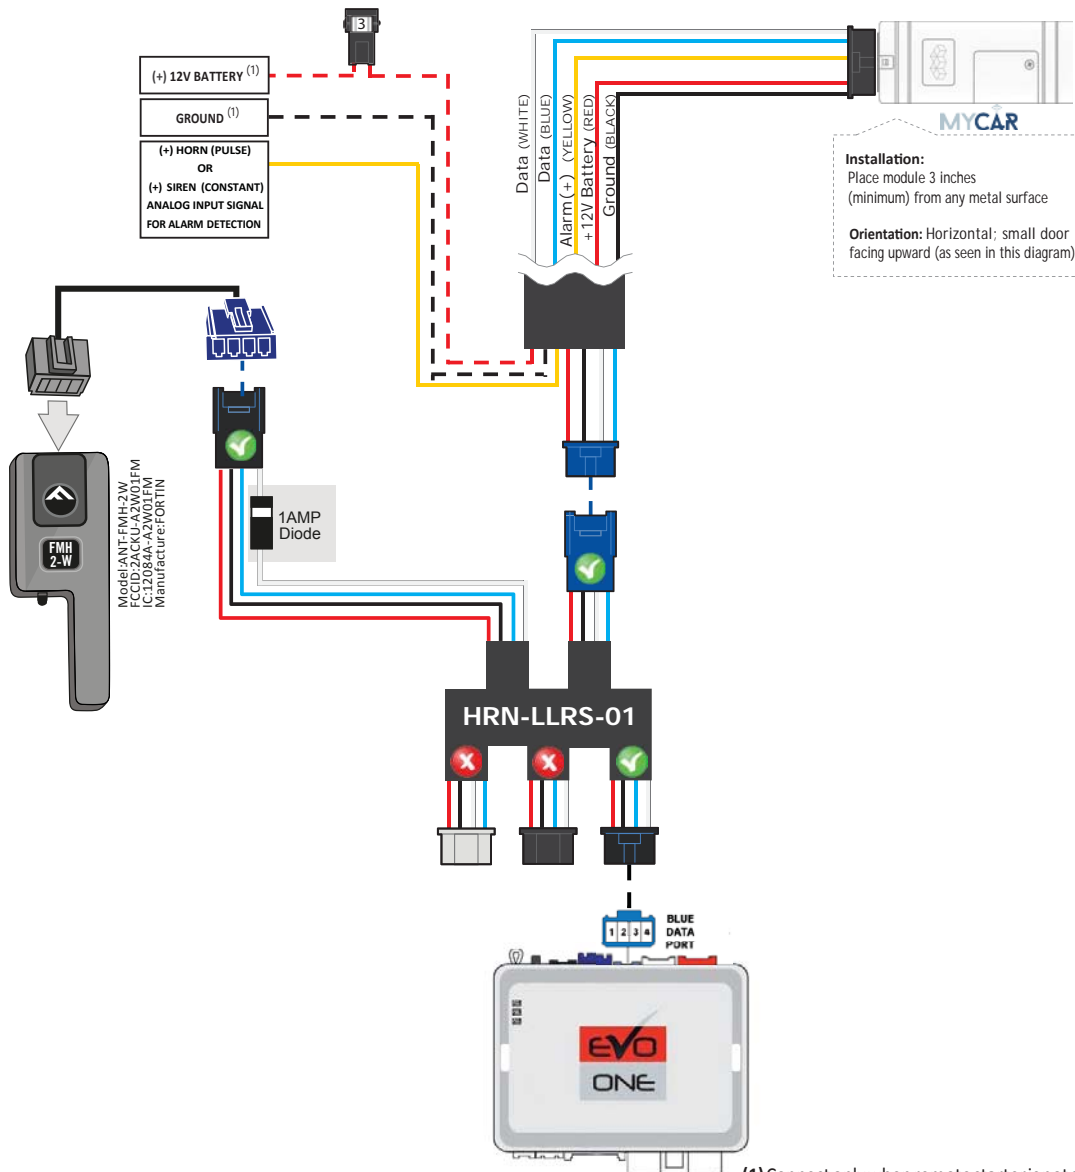 3
(+) 12V BATTERY (1)
GROUND (1)
(+) HORN (PULSE)
OR
(+) SIREN (CONSTANT)
ANALOG INPUT SIGNAL
FOR ALARM DETECTION
Data (WHITE)
Data (BLUE)
Alarm(+) (YELLOW)
+12V Battery (RED)
Ground (BLACK)
MYCAR
Installation:
Place module 3 inches
(minimum) from any metal surface
Orientation: Horizontal; small door
facing upward (as seen in this diagram)
FMH
2-W
Model:ANT-FMH-2W
FCCID:2ACKU-A2W01FM
IC:12084A-A2W01FM
Manufacture:FORTIN
1AMP
Diode
HRN-LLRS-01
1 2 3 4
BLUE
DATA
PORT
EVO
ONE
(1)